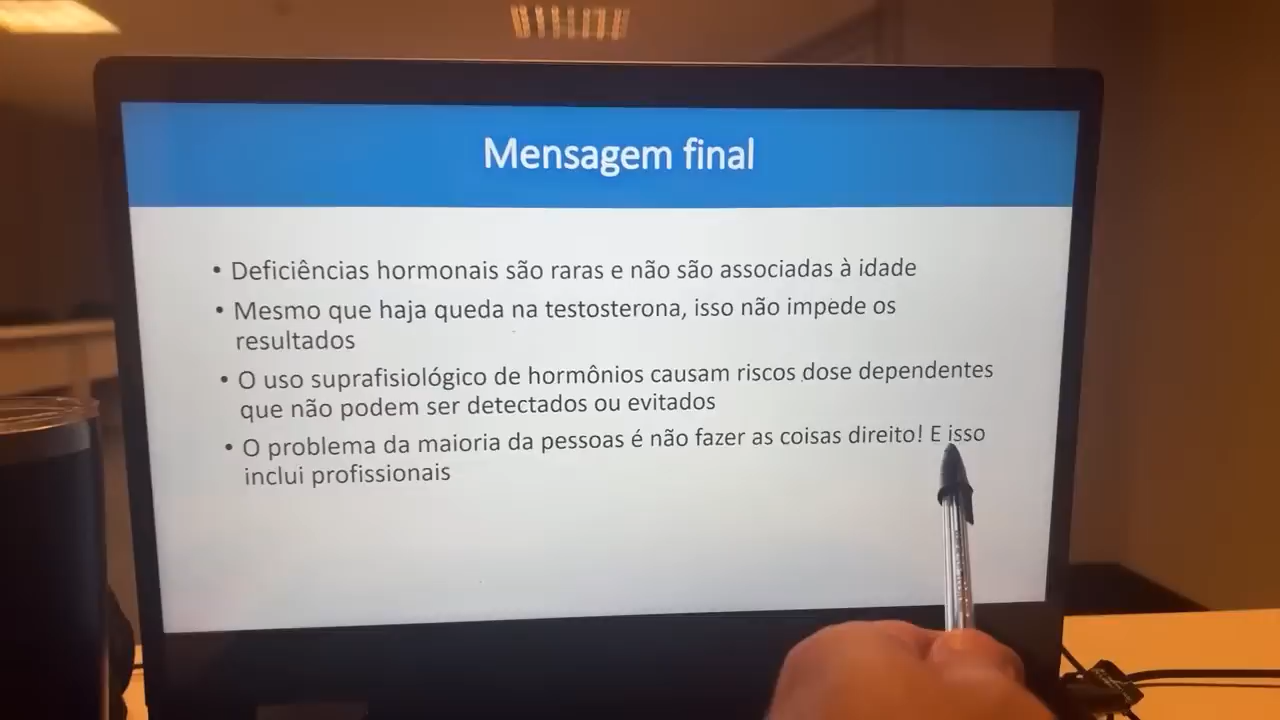 Mensagem final
• Deficiências hormonais são raras e não são associadas à idade
• Mesmo que haja queda na testosterona, isso não impede os
resultados
• O uso suprafisiológico de hormônios causam riscos dose dependentes
que não podem ser detectados ou evitados
• O problema da maioria da pessoas é não fazer as coisas direito! E isso
inclui profissionais